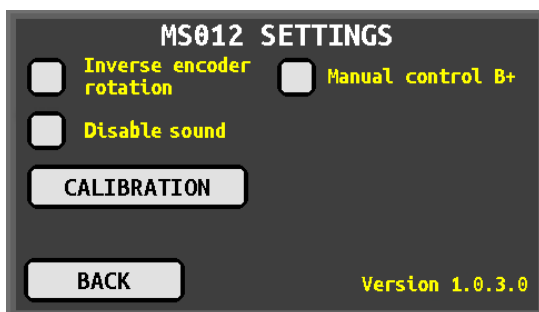 MS012 SETTINGS
Inverse encoder
rotation
Manual control B+
Disable sound
CALIBRATION
BACK
Version 1.0.3.0